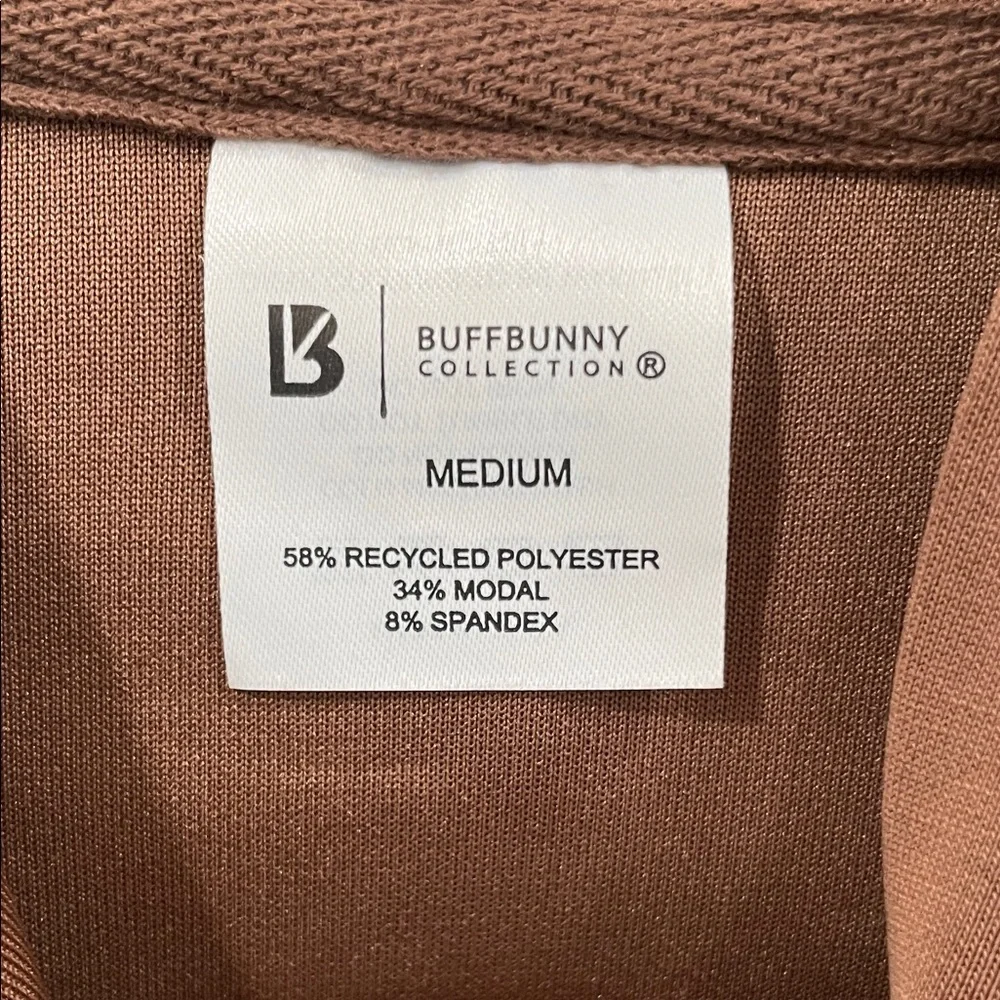 B
BUFFBUNNY
COLLECTION ®
MEDIUM
58% RECYCLED POLYESTER
34% MODAL
8% SPANDEX